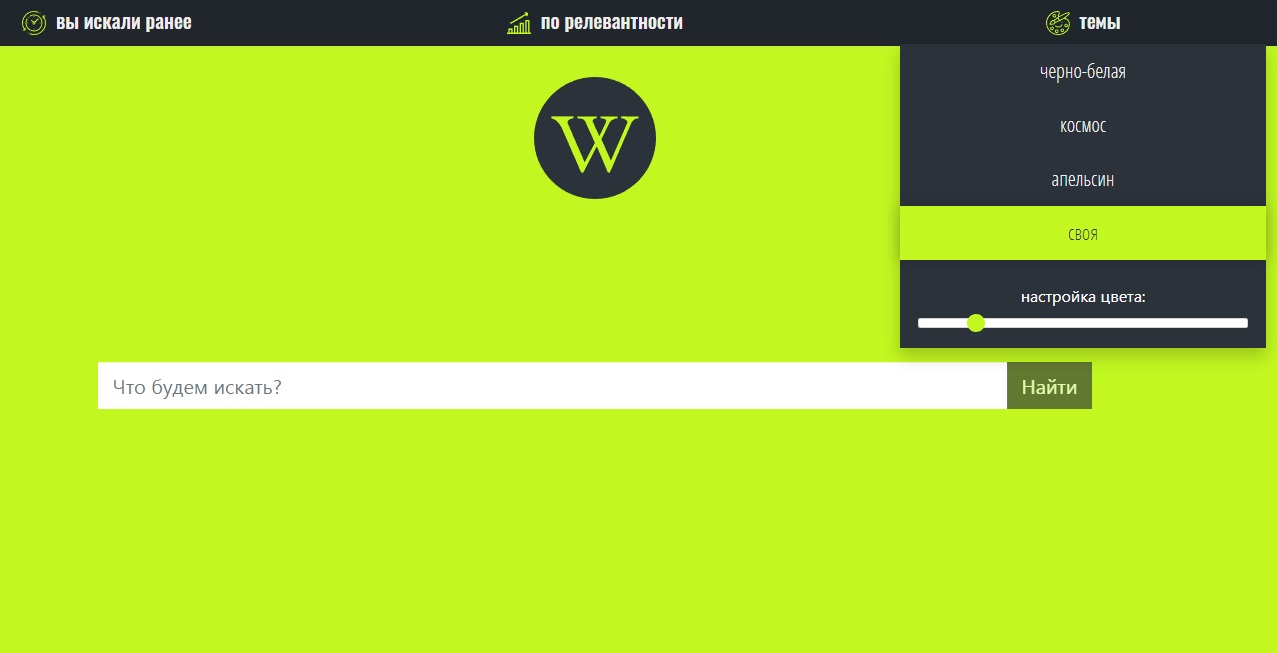 вы искали ранее
по релевантности
темы
черно-белая
космос
апельсин
своя
настройка цвета:
W
Что будем искать?
Найти